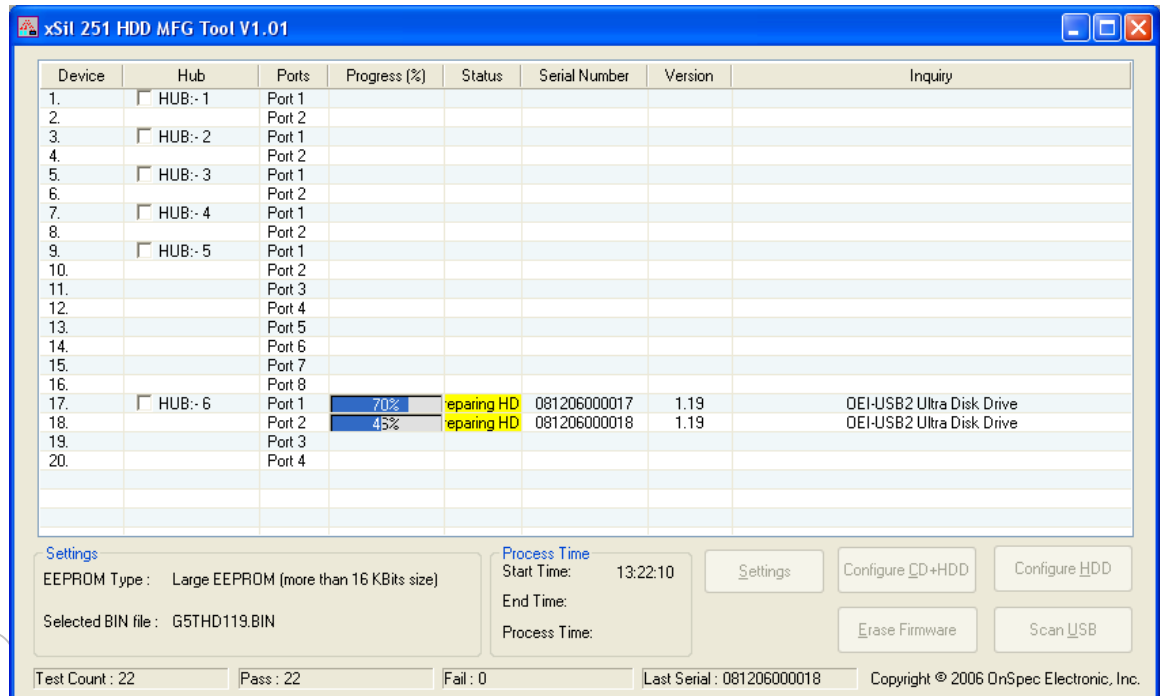 xSil 251 HDD MFG Tool V1.01
Device Hub Ports Progress (%) Status Serial Number Version Inquiry
1. HUB:- 1 Port 1
2. Port 2
3. HUB:- 2 Port 1
4. Port 2
5. HUB:- 3 Port 1
6. Port 2
7. HUB:- 4 Port 1
8. Port 2
9. HUB:- 5 Port 1
10. Port 2
11. Port 3
12. Port 4
13. Port 5
14. Port 6
15. Port 7
16. Port 8
17. HUB:- 6 Port 1 70% reparing HD 081206000017 1.19 OEI-USB2 Ultra Disk Drive
18. Port 2 46% reparing HD 081206000018 1.19 OEI-USB2 Ultra Disk Drive
19. Port 3
20. Port 4
Settings
EEPROM Type : Large EEPROM (more than 16 KBits size)
Selected BIN file : G5THD119.BIN
Process Time
Start Time: 13:22:10
End Time:
Process Time:
Settings
Configure CD+HDD
Configure HDD
Erase Firmware
Scan USB
Test Count : 22 Pass : 22 Fail : 0 Last Serial : 081206000018 Copyright © 2006 OnSpec Electronic, Inc.